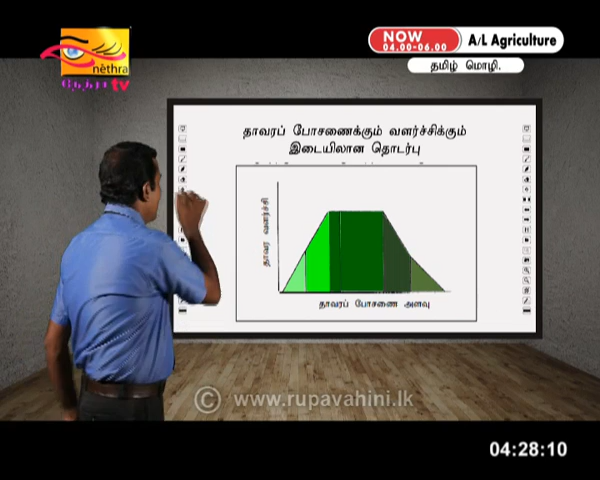 NOW
04.00-06.00
A/L Agriculture
தமிழ் மொழி.
nēthra
நேத்ரா tv
தாவரப் போசணைக்கும் வளர்ச்சிக்கும்
இடையிலான தொடர்பு
தாவர வளர்ச்சி
தாவரப் போசணை அளவு
© www.rupavahini.lk
04:28:10